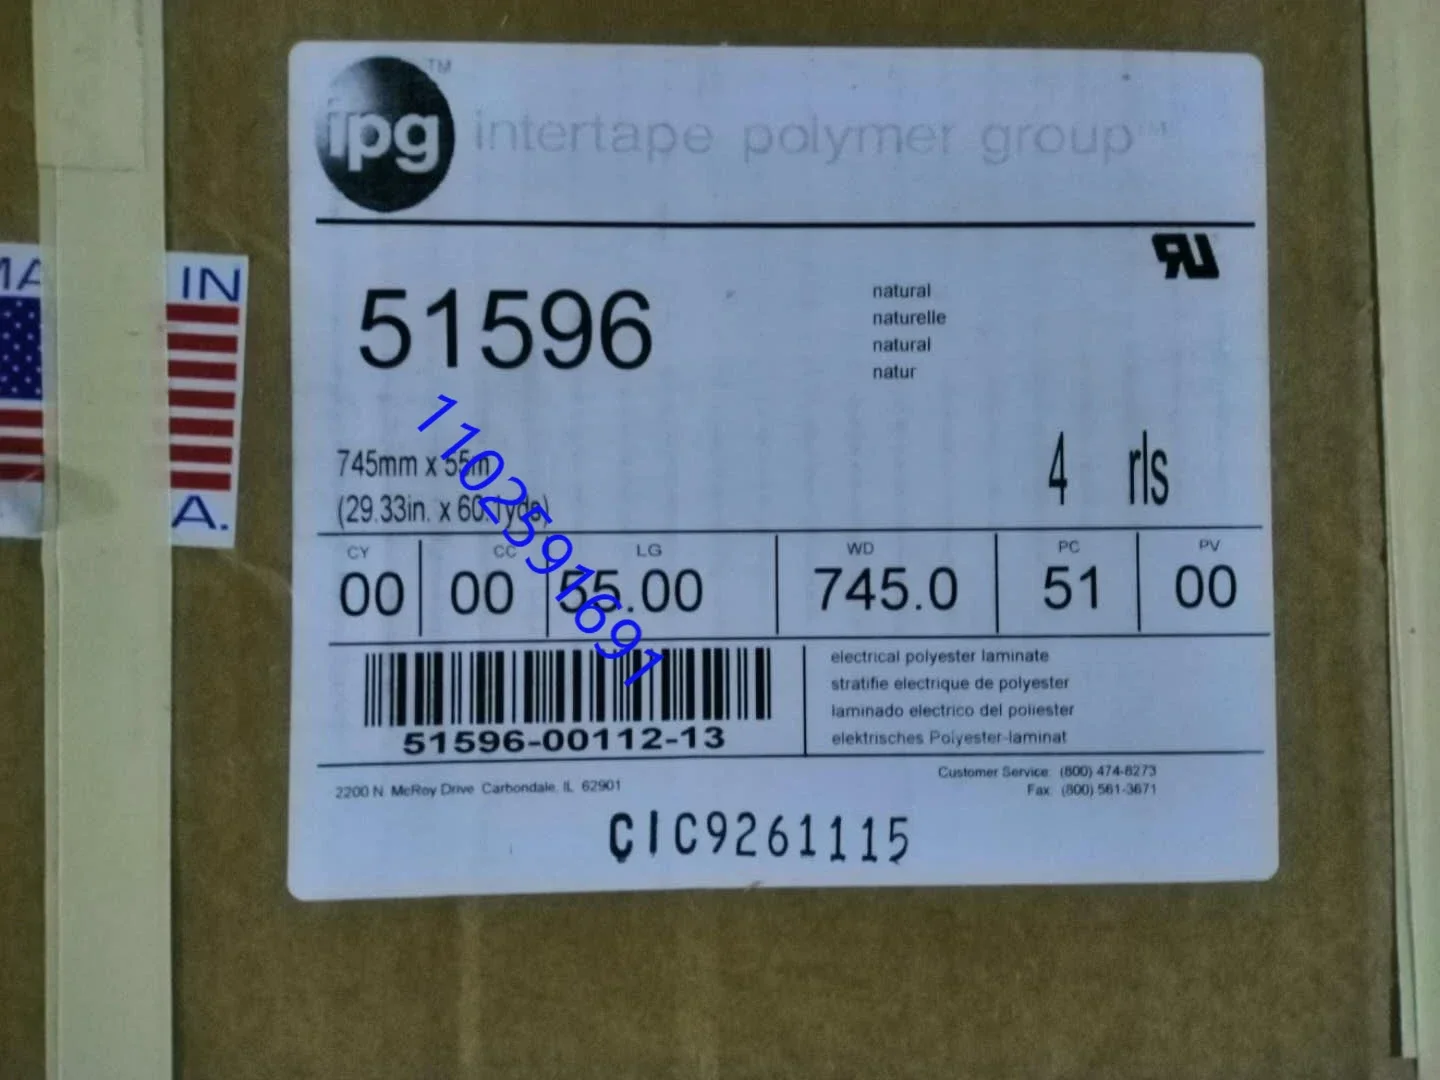 TM
ipg intertape polymer group™
51596
natural
naturelle
natural
natur
745mm x 55m
(29.33in. x 60.1yds)
4 rls
CY CC LG WD PC PV
00 00 55.00 745.0 51 00
51596-00112-13
electrical polyester laminate
stratifie electrique de polyester
laminado electrico del poliester
elektrisches Polyester-laminat
2200 N. McRoy Drive Carbondale, IL 62901
Customer Service: (800) 474-8273
Fax: (800) 561-3671
CIC9261115
MA IN
A.
1102591691